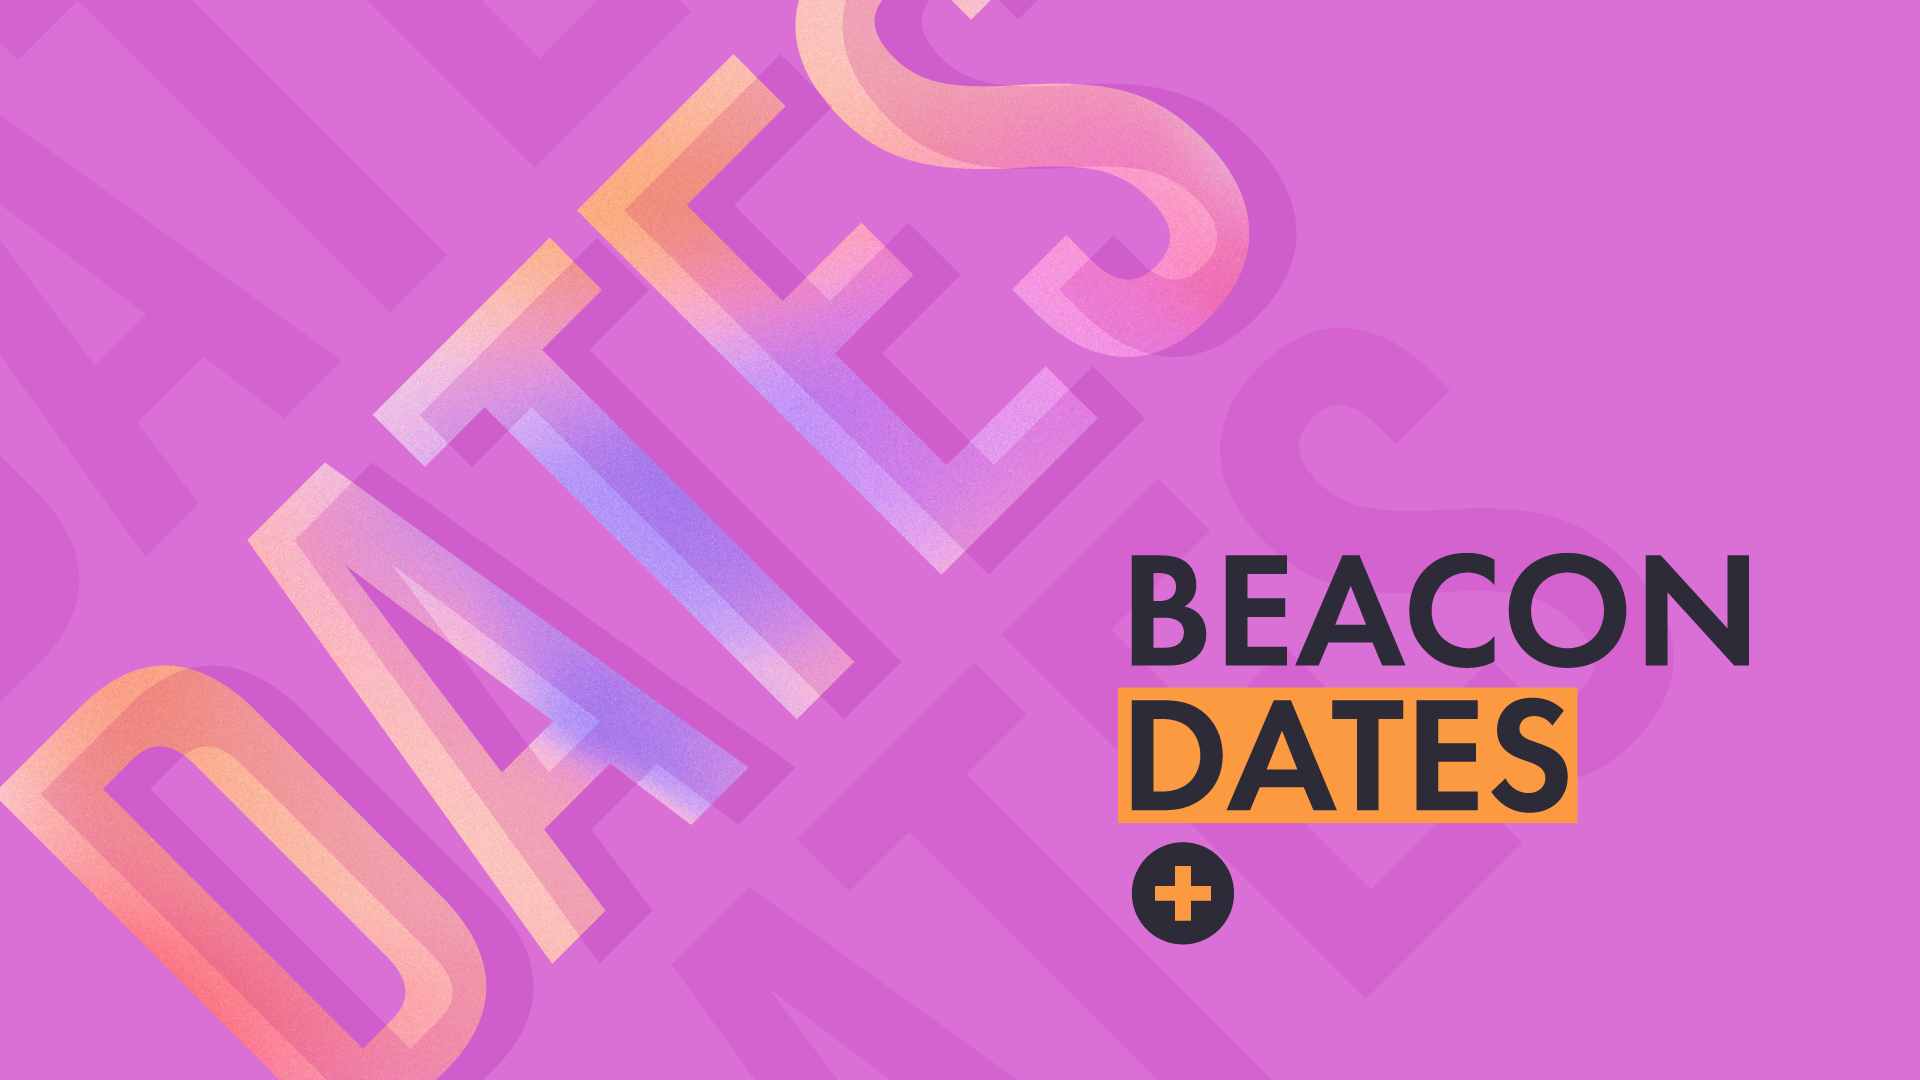 DATES
BEACON
DATES
+